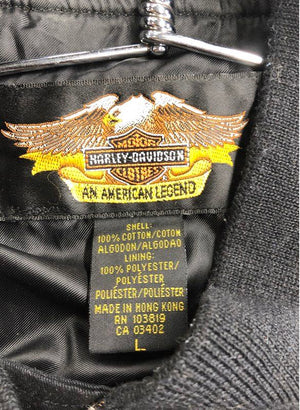 MOTOR
HARLEY-DAVIDSON
CLOTHES
AN AMERICAN LEGEND
SHELL:
100% COTTON/COTON
ALGODON/ALGODAO
LINING:
100% POLYESTER/
POLYESTER/
POLIÉSTER/POLIÉSTER
MADE IN HONG KONG
RN 103819
CA 03402
L